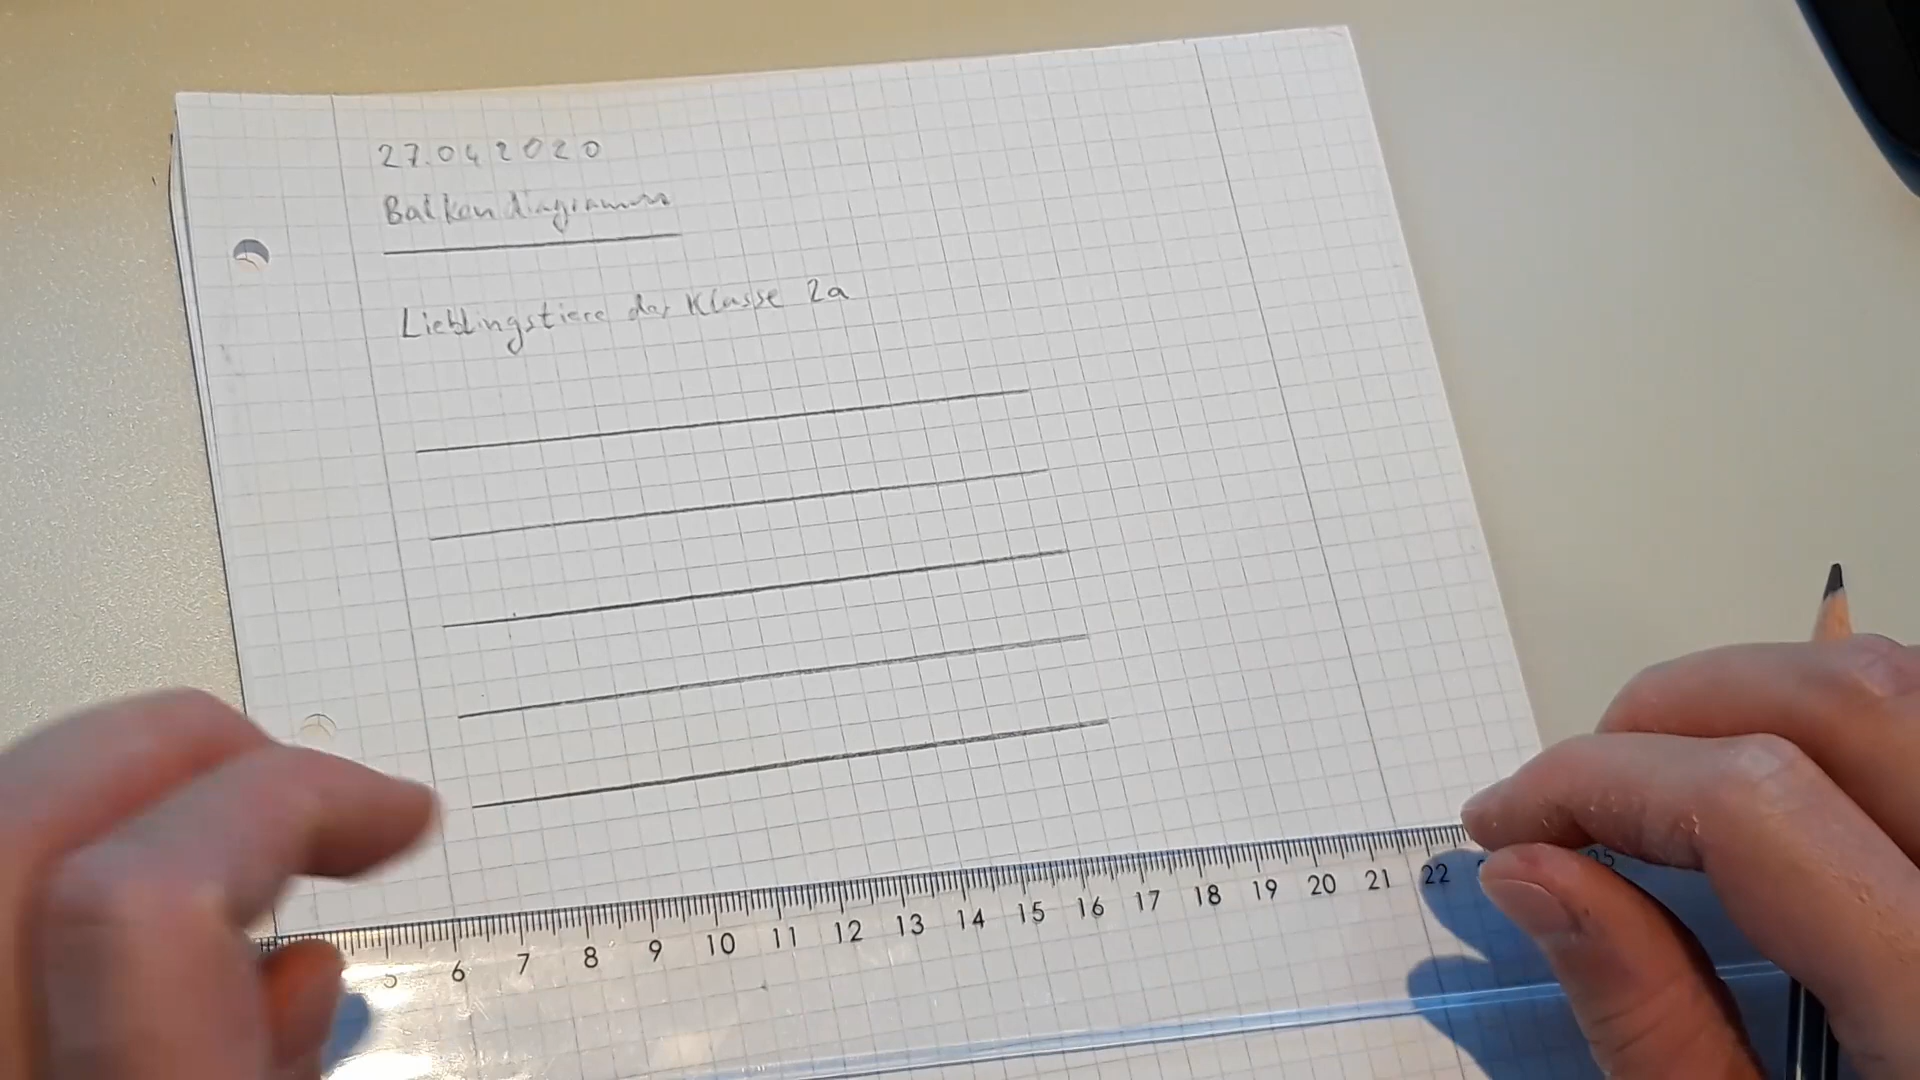 27.04 2020
Balkendiagramm
Lieblingstiere der Klasse 2a
5 6 7 8 9 10 11 12 13 14 15 16 17 18 19 20 21 22 25